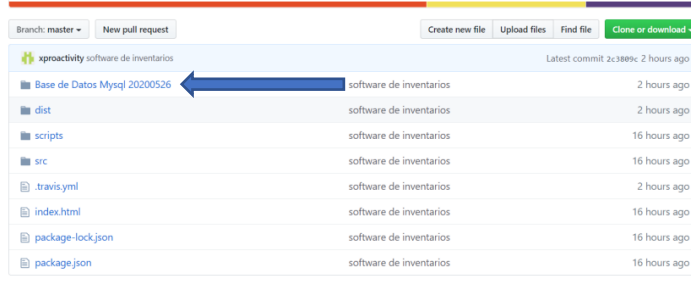 Branch: master New pull request Create new file Upload files Find file Clone or download
xproactivity software de inventarios Latest commit 2c3809c 2 hours ago
Base de Datos Mysql 20200526 software de inventarios 2 hours ago
dist software de inventarios 2 hours ago
scripts software de inventarios 16 hours ago
src software de inventarios 16 hours ago
.travis.yml software de inventarios 2 hours ago
index.html software de inventarios 16 hours ago
package-lock.json software de inventarios 16 hours ago
package.json software de inventarios 16 hours ago